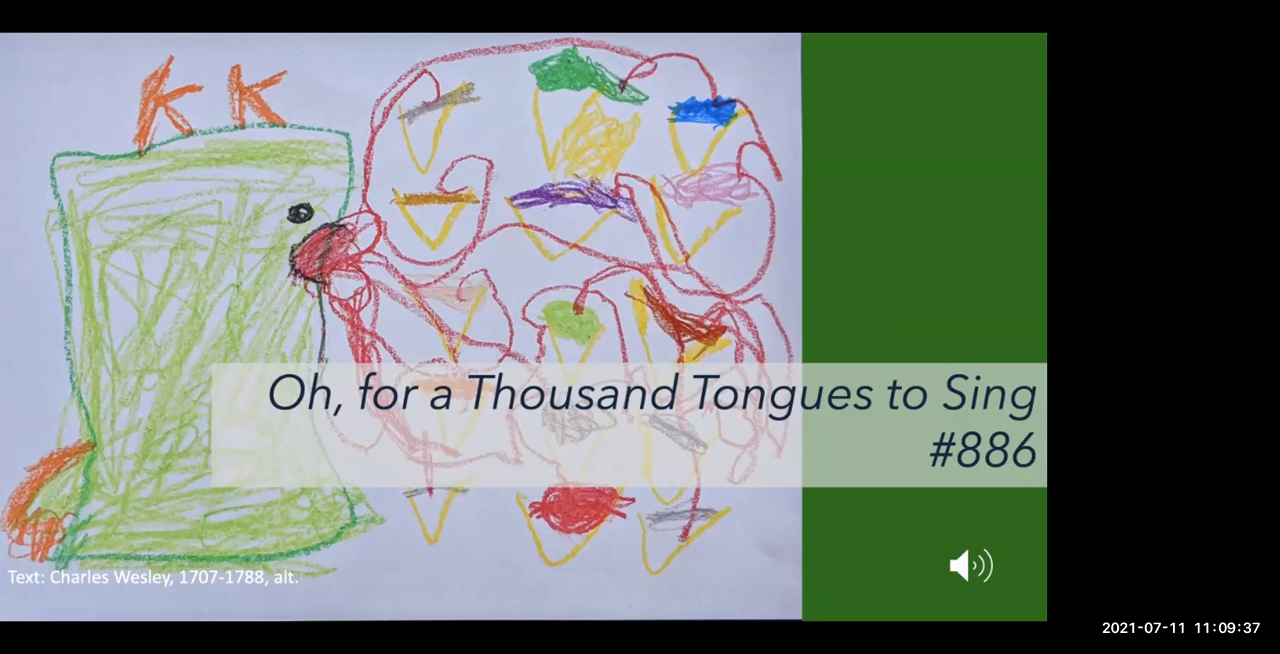 K K
Oh, for a Thousand Tongues to Sing
#886
Text: Charles Wesley, 1707-1788, alt.
2021-07-11 11:09:37